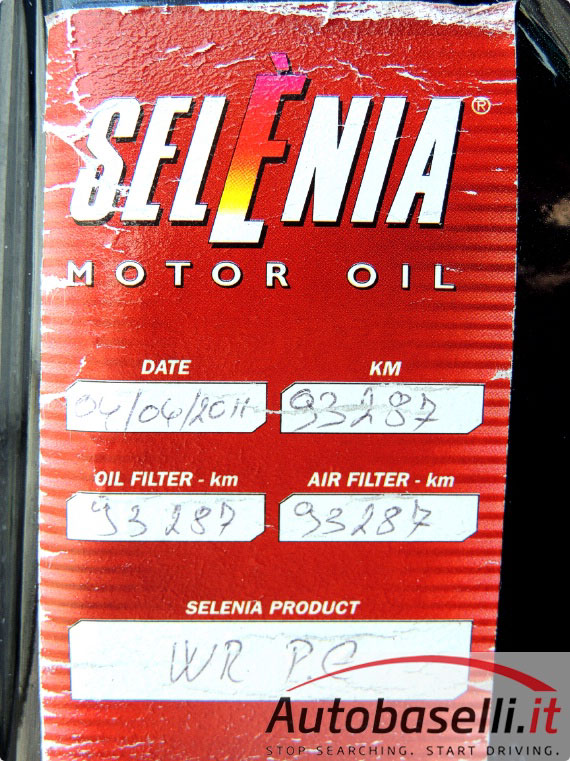 SELÈNIA®
MOTOR OIL
DATE KM
04/04/2011 93287
OIL FILTER - km AIR FILTER - km
93287 93287
SELENIA PRODUCT
WR P.E
Autobaselli.it
STOP SEARCHING. START DRIVING.